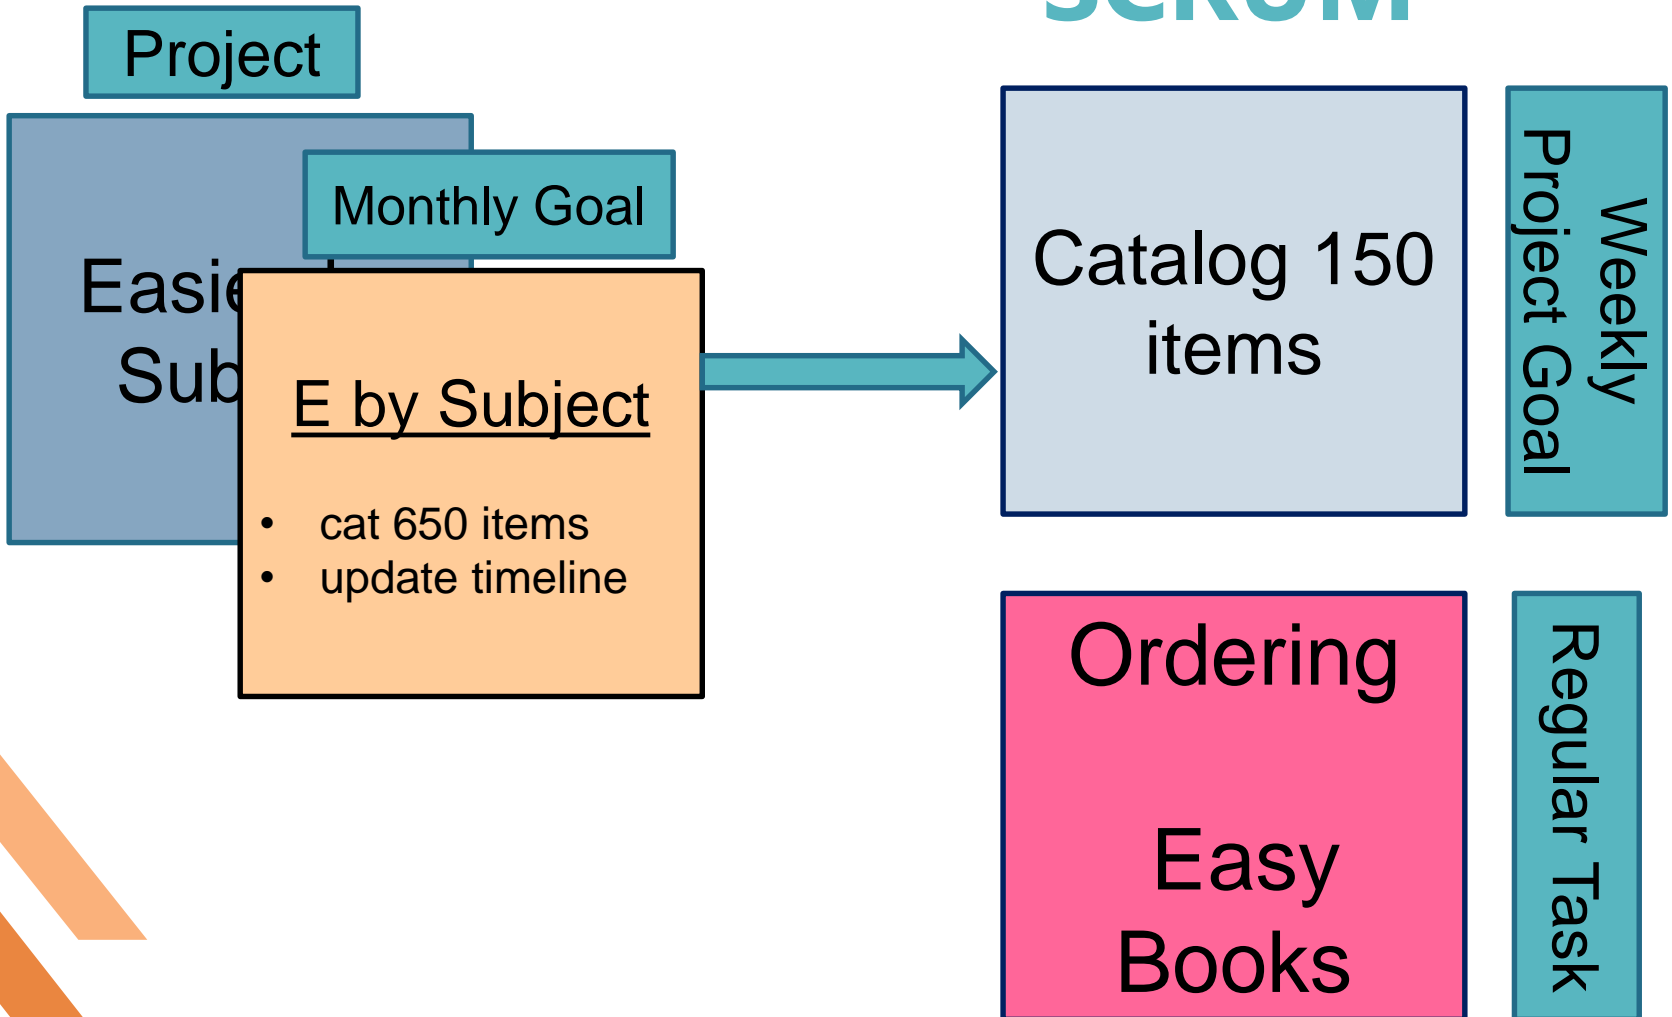 SCRUM
Project
Monthly Goal
E by Subject
• cat 650 items
• update timeline
Catalog 150
items
Weekly
Project Goal
Ordering
Easy
Books
Regular Task